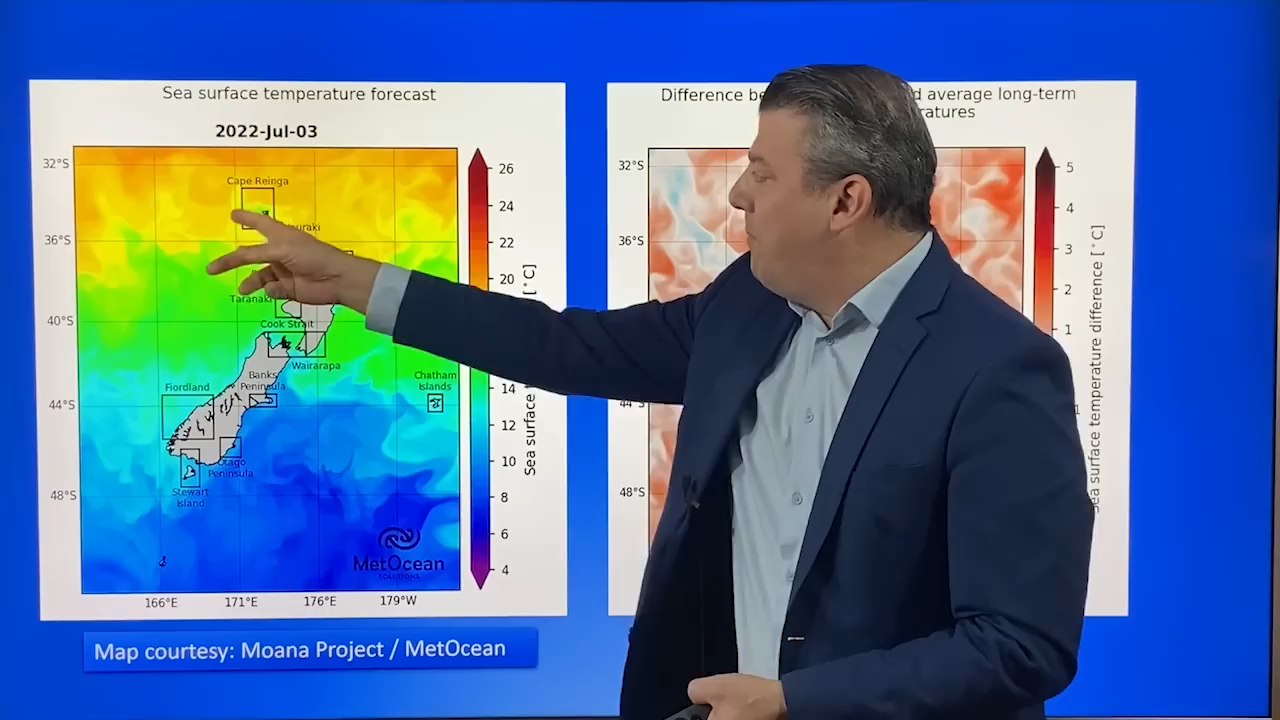 Sea surface temperature forecast
2022-Jul-03
32°S
36°S
40°S
44°S
48°S
166°E
171°E
176°E
179°W
Cape Reinga
Taranaki
Cook Strait
Wairarapa
Banks
Peninsula
Fiordland
Chatham
Islands
Otago
Peninsula
Stewart
Island
MetOcean
SOLUTIONS
26
24
22
20
14
12
10
8
6
4
[°C]
Sea surface
Map courtesy: Moana Project / MetOcean
Difference average long-term
32°S
36°S
48°S
5
4
3
2
1
Sea surface temperature difference [°C]